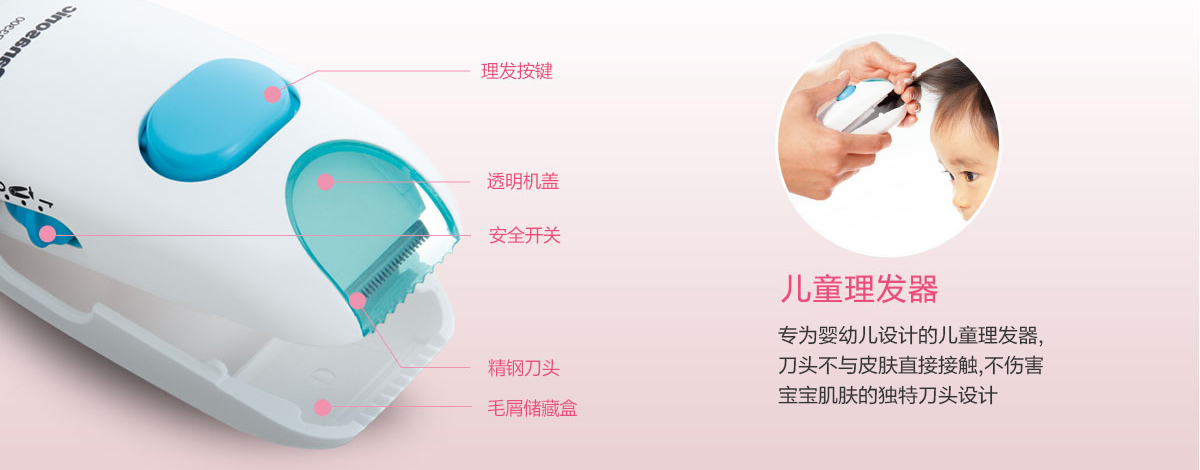 Panasonic
理发按键
透明机盖
安全开关
精钢刀头
毛屑储藏盒
儿童理发器
专为婴幼儿设计的儿童理发器,
刀头不与皮肤直接接触,不伤害
宝宝肌肤的独特刀头设计